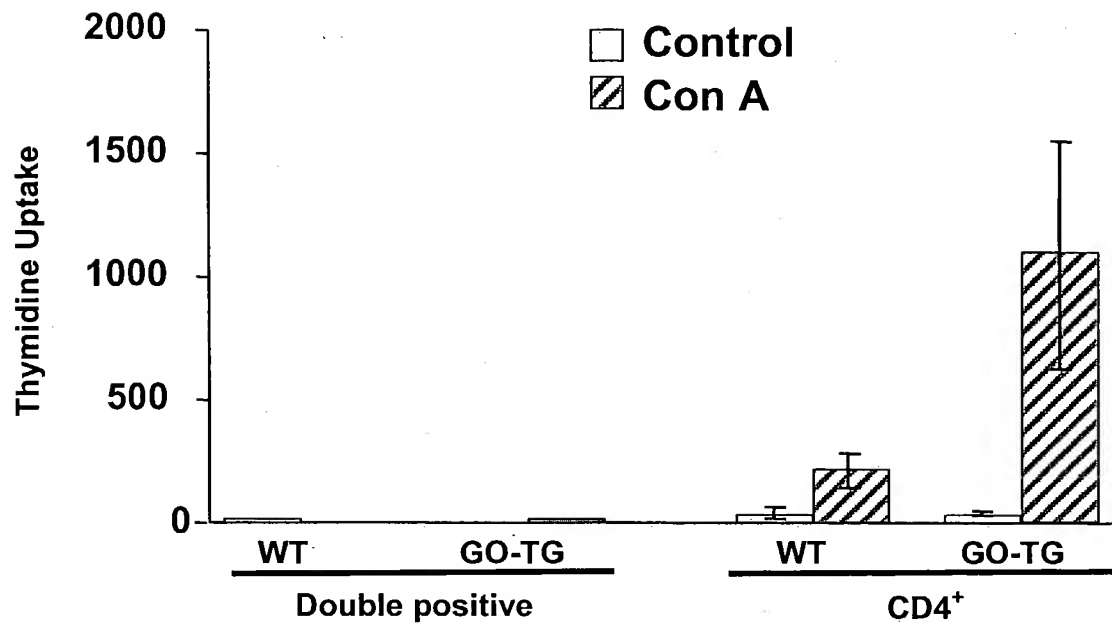 2000
1500
1000
500
0
Thymidine Uptake
Control
Con A
WT
GO-TG
WT
GO-TG
Double positive
CD4⁺